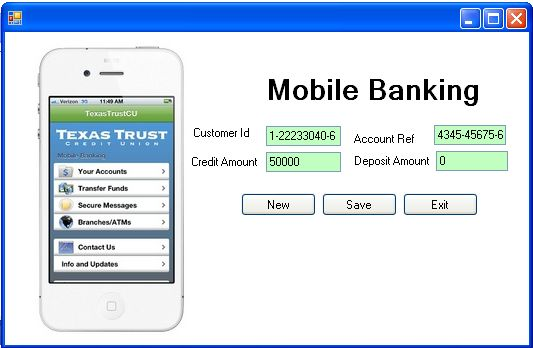 Mobile Banking
Verizon 3G 11:49 AM
TexasTrustCU
TEXAS TRUST
CREDIT UNION
Mobile Banking
Your Accounts
Transfer Funds
Secure Messages
Branches/ATMs
Contact Us
Info and Updates
Customer Id 1-22233040-6 Account Ref 4345-45675-6
Credit Amount 50000 Deposit Amount 0
New Save Exit